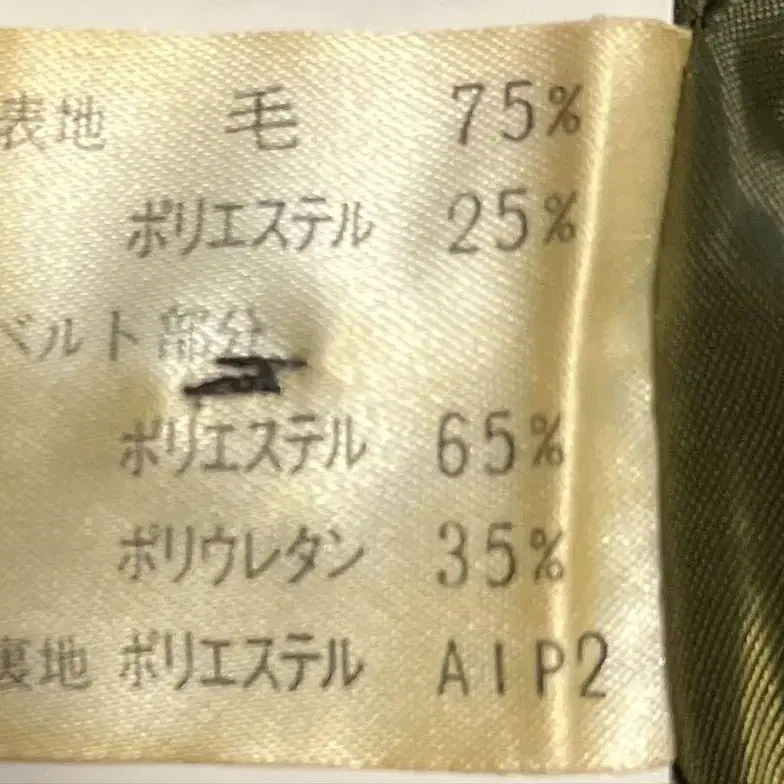 表地 毛 75%
ポリエステル 25%
ベルト部分
ポリエステル 65%
ポリウレタン 35%
裏地 ポリエステル AIP2